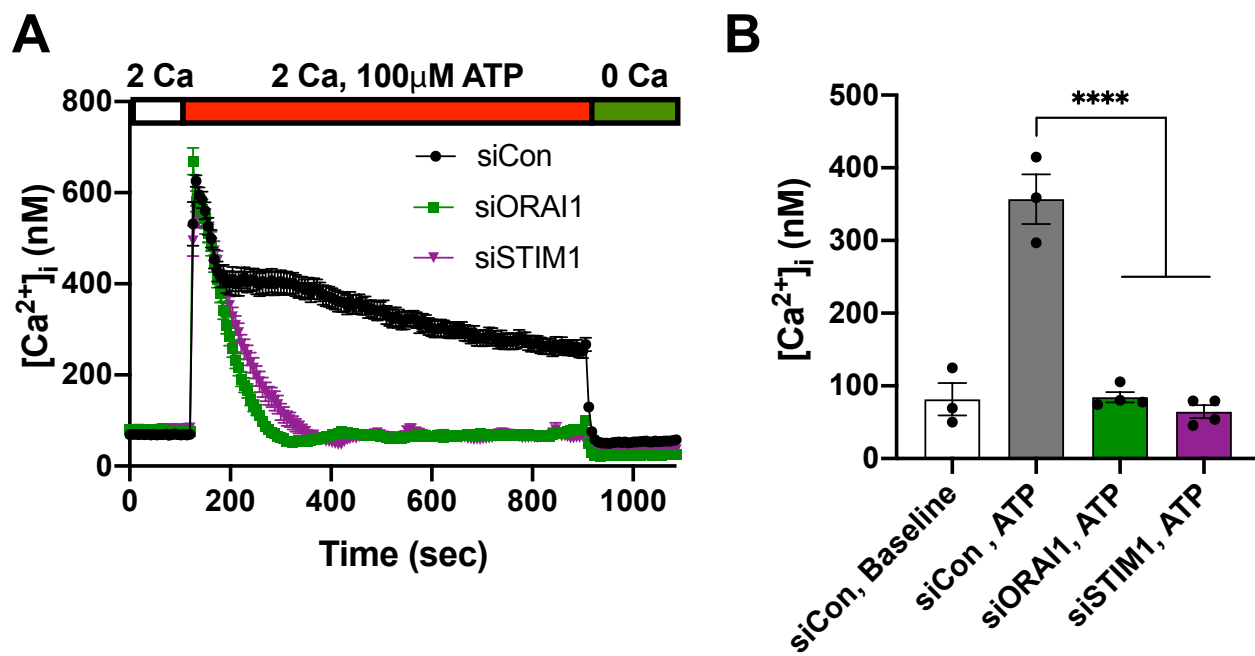 A
2 Ca 2 Ca, 100μM ATP 0 Ca
800
600
400
200
0
[Ca²⁺]ᵢ (nM)
siCon
siORAI1
siSTIM1
0 200 400 600 800 1000
Time (sec)
B
500
400
300
200
100
0
[Ca²⁺]ᵢ (nM)
****
siCon, Baseline
siCon , ATP
siORAI1, ATP
siSTIM1, ATP